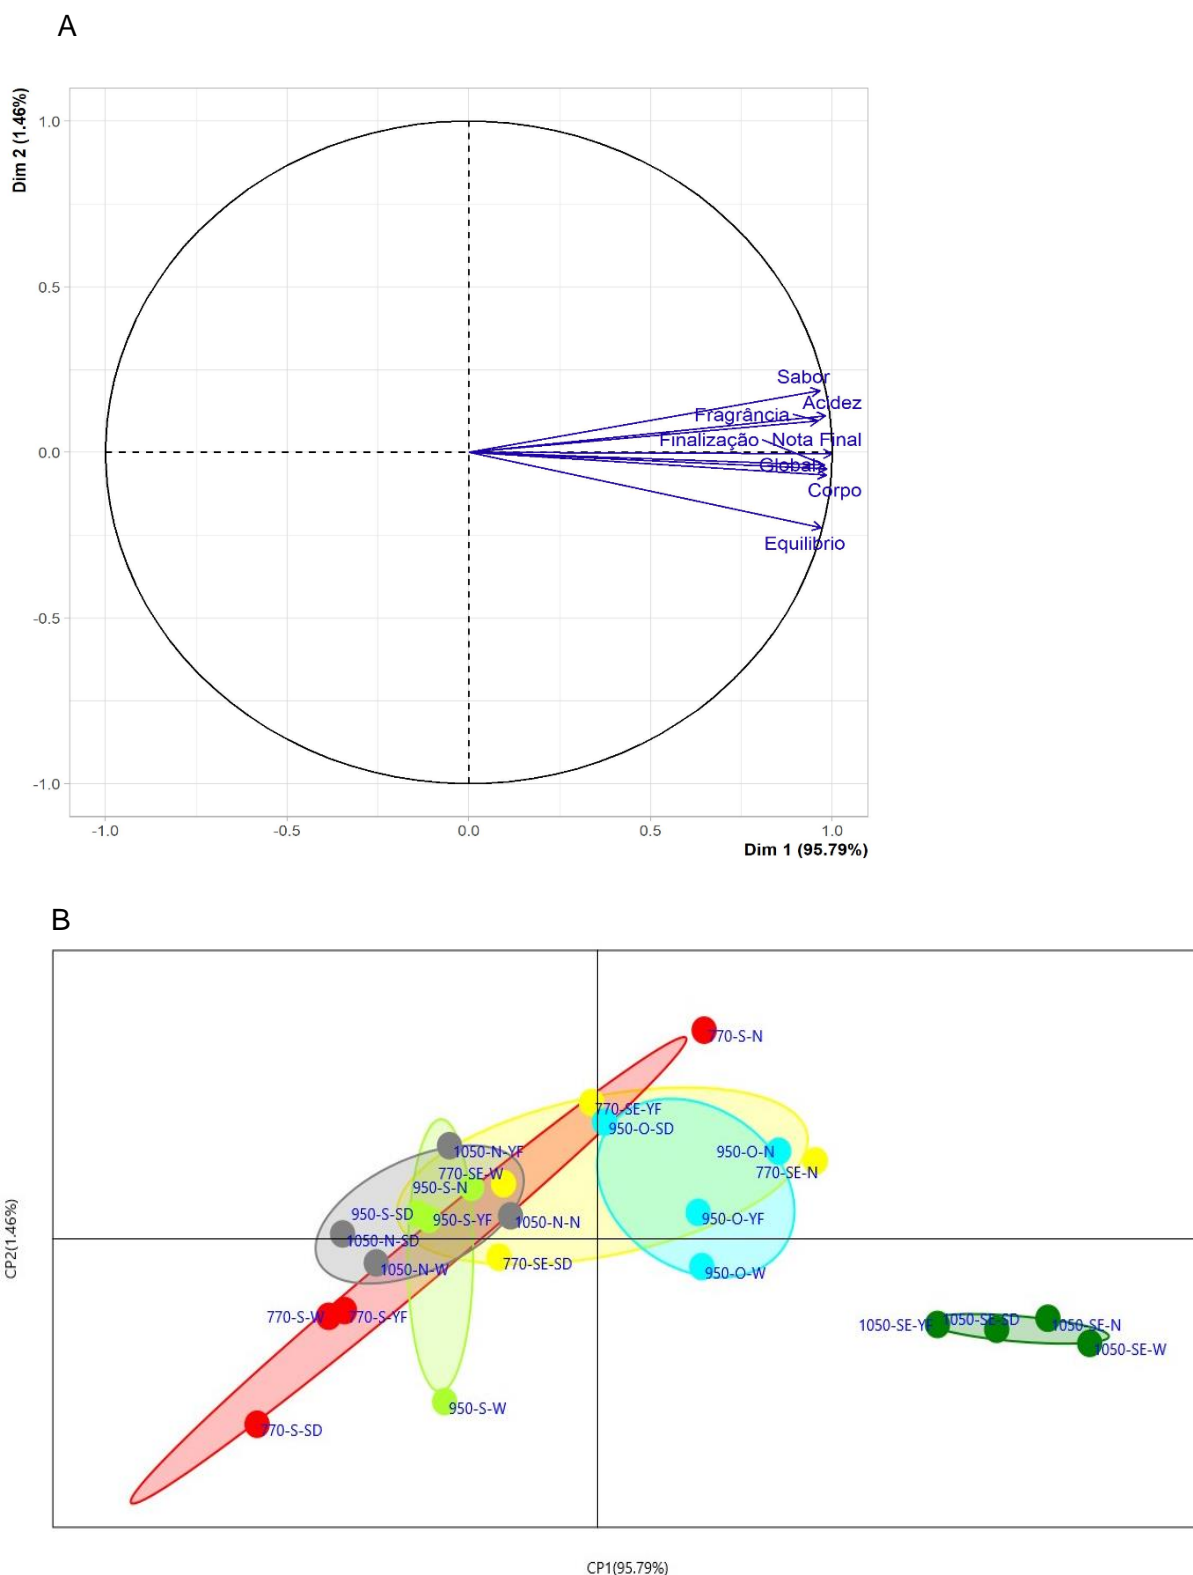 A
Dim 2 (1.46%)
1.0
0.5
0.0
-0.5
-1.0
Sabor
Acidez
Fragrância
Finalização Nota Final
Global
Corpo
Equilibrio
-1.0 -0.5 0.0 0.5 1.0
Dim 1 (95.79%)
B
CP2(1.46%)
770-S-N
770-SE-YF
950-O-SD
1050-N-YF
950-O-N
770-SE-W
770-SE-N
950-S-N
950-S-SD
950-S-YF
1050-N-N
950-O-YF
1050-N-SD
770-SE-SD
1050-N-W
950-O-W
770-S-W
770-S-YF
1050-SE-YF
1050-SE-SD
1050-SE-N
1050-SE-W
950-S-W
770-S-SD
CP1(95.79%)